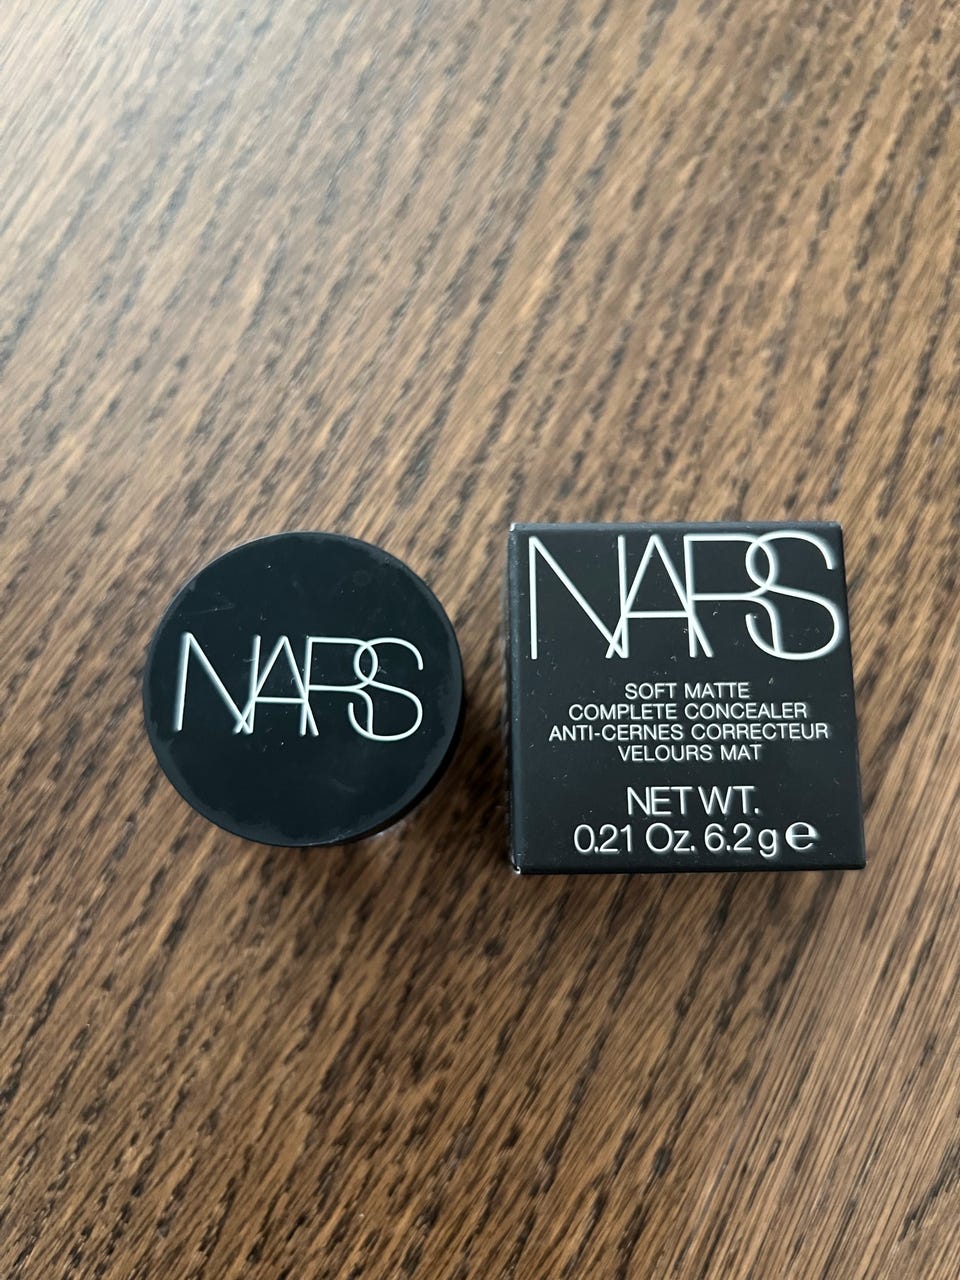 NARS
NARS
SOFT MATTE
COMPLETE CONCEALER
ANTI-CERNES CORRECTEUR
VELOURS MAT
NET WT.
0.21 Oz. 6.2 g ℮